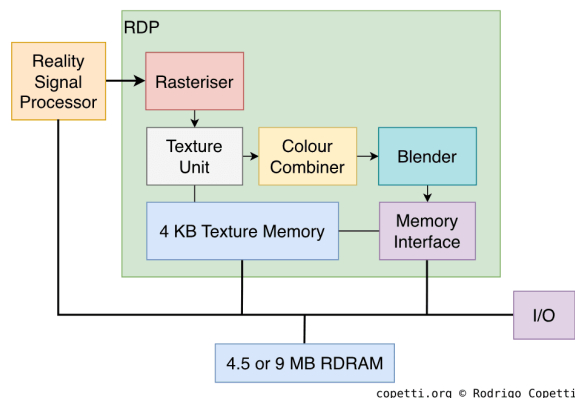 RDP
Reality
Signal
Processor
Rasteriser
Texture
Unit
Colour
Combiner
Blender
4 KB Texture Memory
Memory
Interface
I/O
4.5 or 9 MB RDRAM
copetti.org © Rodrigo Copetti